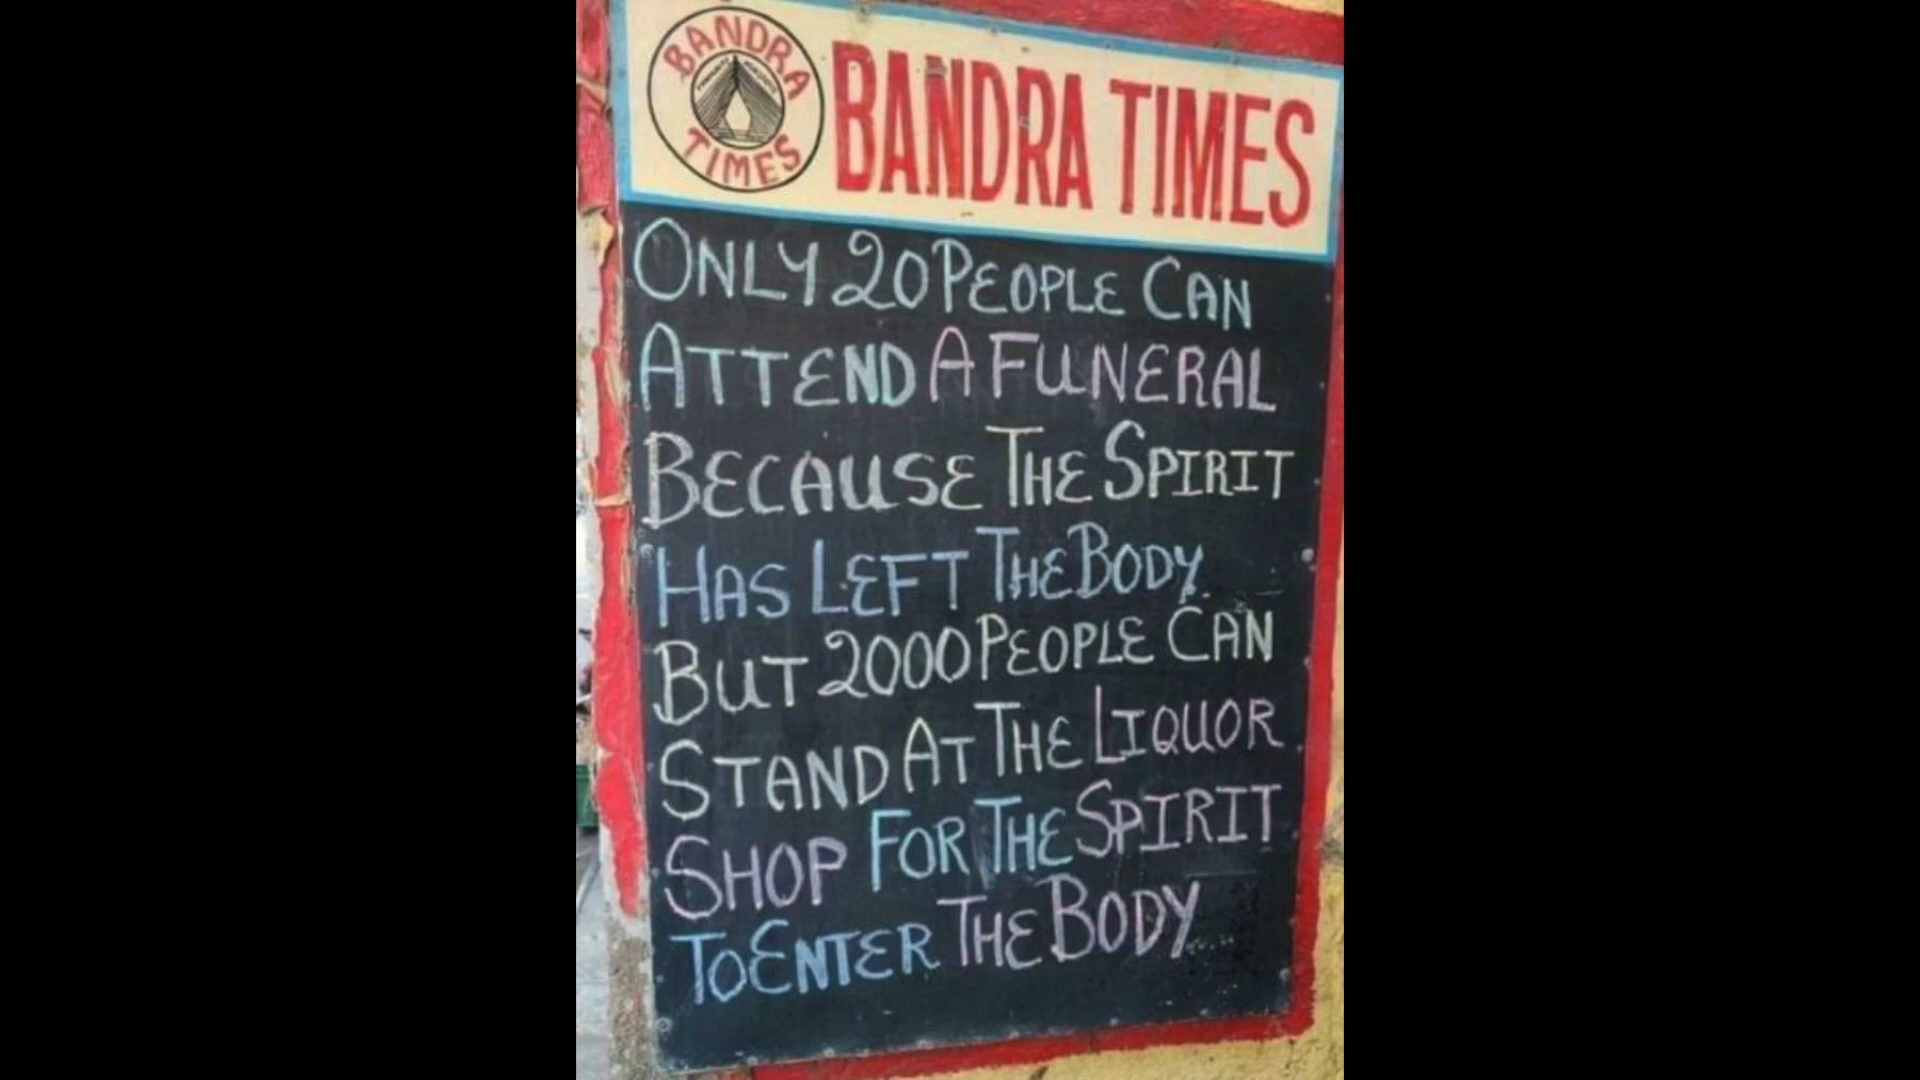 BANDRA
TIMES
BANDRA TIMES
ONLY 20 PEOPLE CAN
ATTEND A FUNERAL
BECAUSE THE SPIRIT
HAS LEFT THE BODY.
BUT 2000 PEOPLE CAN
STAND AT THE LIQUOR
SHOP FOR THE SPIRIT
TO ENTER THE BODY